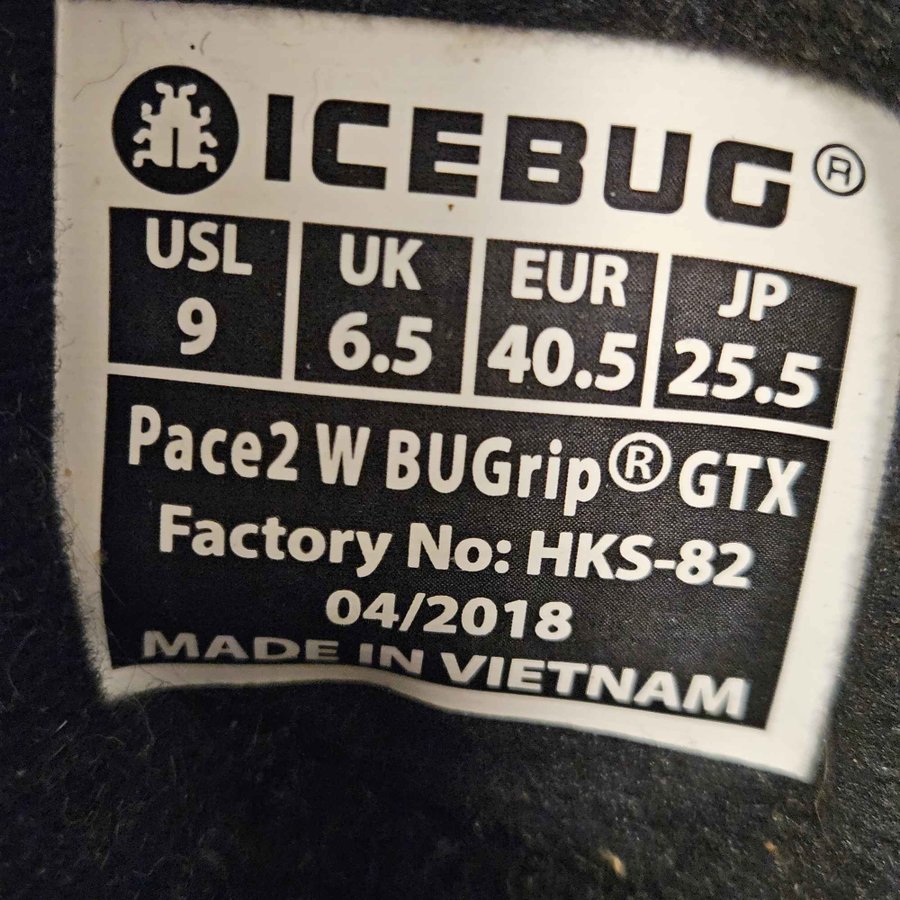 ICEBUG®
USL UK EUR JP
9 6.5 40.5 25.5
Pace2 W BUGrip® GTX
Factory No: HKS-82
04/2018
MADE IN VIETNAM